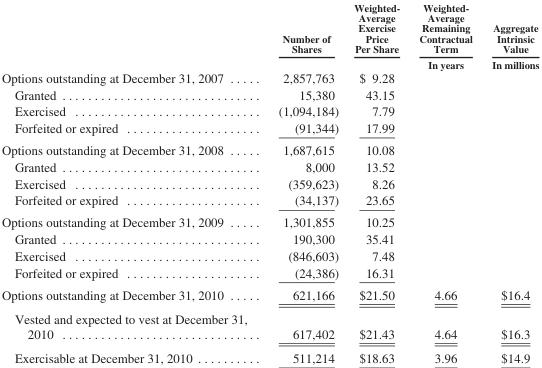 Number of Shares Weighted-Average Exercise Price Per Share Weighted-Average Remaining Contractual Term Aggregate Intrinsic Value
In years In millions
Options outstanding at December 31, 2007 ..... 2,857,763 $ 9.28
Granted .............................. 15,380 43.15
Exercised ............................ (1,094,184) 7.79
Forfeited or expired .................... (91,344) 17.99
Options outstanding at December 31, 2008 ..... 1,687,615 10.08
Granted .............................. 8,000 13.52
Exercised ............................ (359,623) 8.26
Forfeited or expired .................... (34,137) 23.65
Options outstanding at December 31, 2009 ..... 1,301,855 10.25
Granted .............................. 190,300 35.41
Exercised ............................ (846,603) 7.48
Forfeited or expired .................... (24,386) 16.31
Options outstanding at December 31, 2010 ..... 621,166 $21.50 4.66 $16.4
Vested and expected to vest at December 31,
2010 .............................. 617,402 $21.43 4.64 $16.3
Exercisable at December 31, 2010 .......... 511,214 $18.63 3.96 $14.9